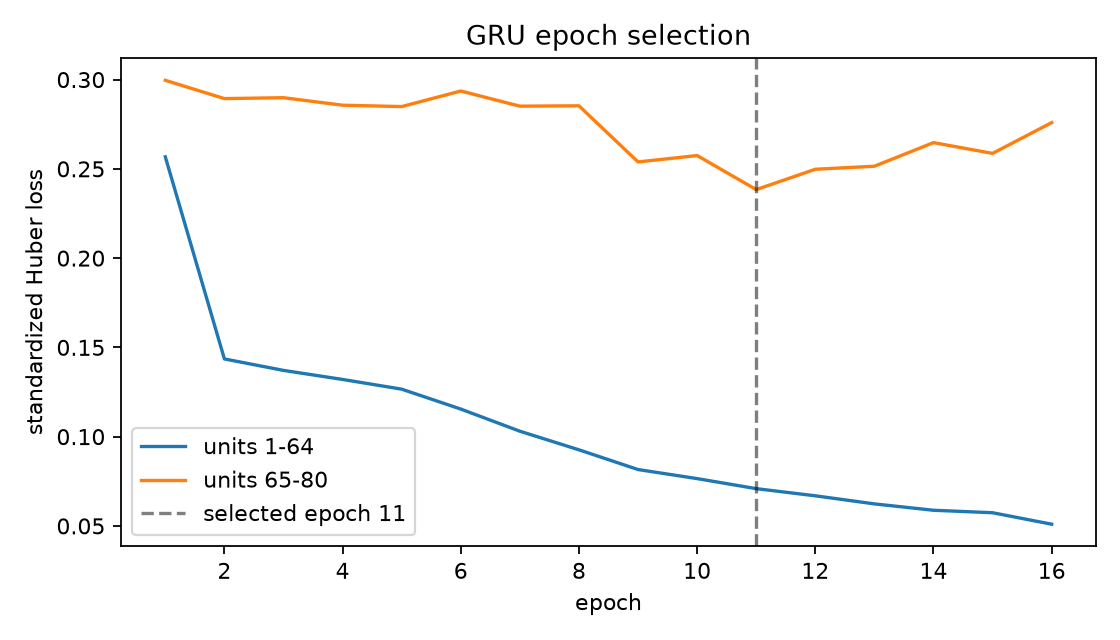 GRU epoch selection
standardized Huber loss
0.30
0.25
0.20
0.15
0.10
0.05
units 1-64
units 65-80
selected epoch 11
2 4 6 8 10 12 14 16
epoch